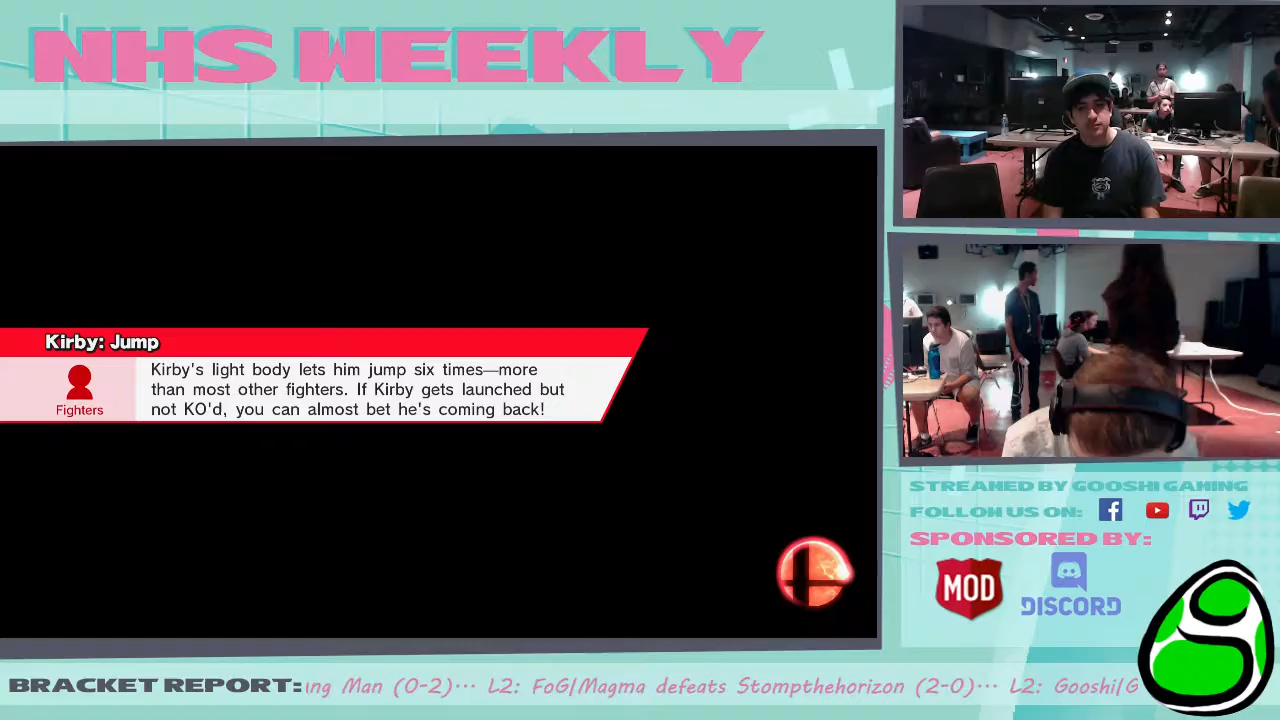 NHS WEEKLY
Kirby: Jump
Fighters
Kirby's light body lets him jump six times—more
than most other fighters. If Kirby gets launched but
not KO'd, you can almost bet he's coming back!
STREAMED BY GOOSHI GAMING
FOLLOW US ON:
SPONSORED BY:
MOD
DISCORD
BRACKET REPORT: ing Man (0-2)... L2: FoG/Magma defeats Stompthehorizon (2-0)... L2: Gooshi/G